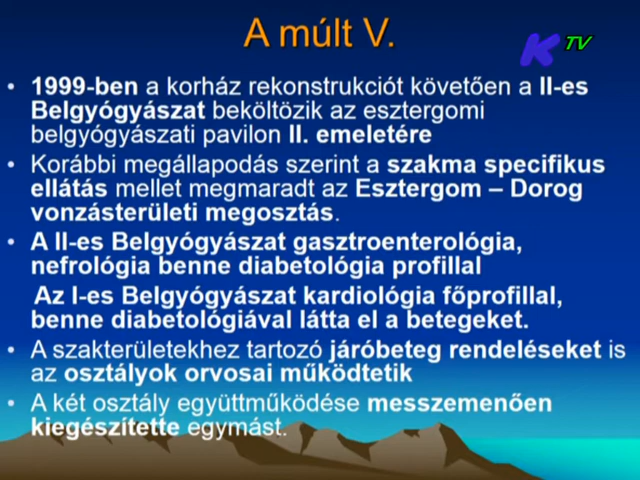 A múlt V.
K TV
• 1999-ben a korház rekonstrukciót követően a II-es
Belgyógyászat beköltözik az esztergomi
belgyógyászati pavilon II. emeletére
• Korábbi megállapodás szerint a szakma specifikus
ellátás mellet megmaradt az Esztergom – Dorog
vonzásterületi megosztás.
• A II-es Belgyógyászat gasztroenterológia,
nefrológia benne diabetológia profillal
Az I-es Belgyógyászat kardiológia főprofillal,
benne diabetológiával látta el a betegeket.
• A szakterületekhez tartozó járóbeteg rendeléseket is
az osztályok orvosai működtetik
• A két osztály együttműködése messzemenően
kiegészítette egymást.